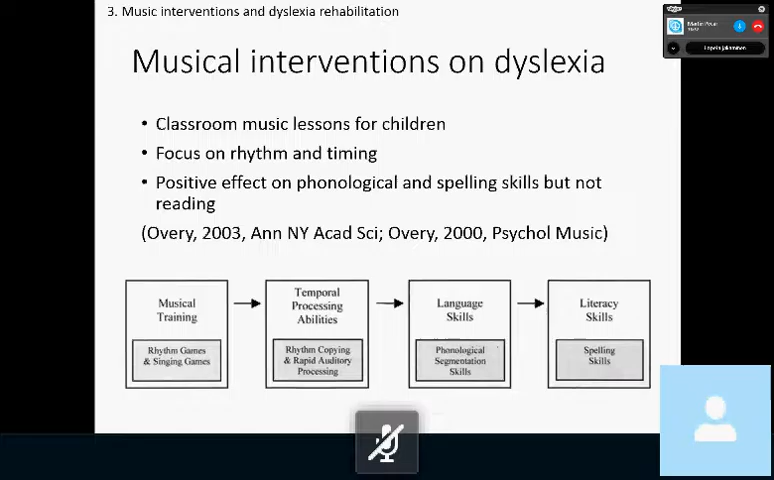 3. Music interventions and dyslexia rehabilitation
Musical interventions on dyslexia
• Classroom music lessons for children
• Focus on rhythm and timing
• Positive effect on phonological and spelling skills but not
reading
(Overy, 2003, Ann NY Acad Sci; Overy, 2000, Psychol Music)
Musical
Training
Rhythm Games
& Singing Games
Temporal
Processing
Abilities
Rhythm Copying
& Rapid Auditory
Processing
Language
Skills
Phonological
Segmentation
Skills
Literacy
Skills
Spelling
Skills